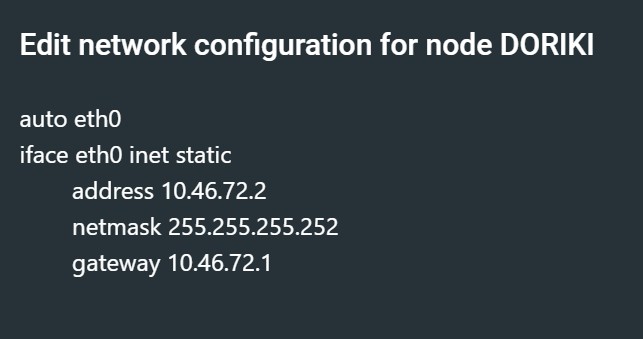 Edit network configuration for node DORIKI
auto eth0
iface eth0 inet static
address 10.46.72.2
netmask 255.255.255.252
gateway 10.46.72.1